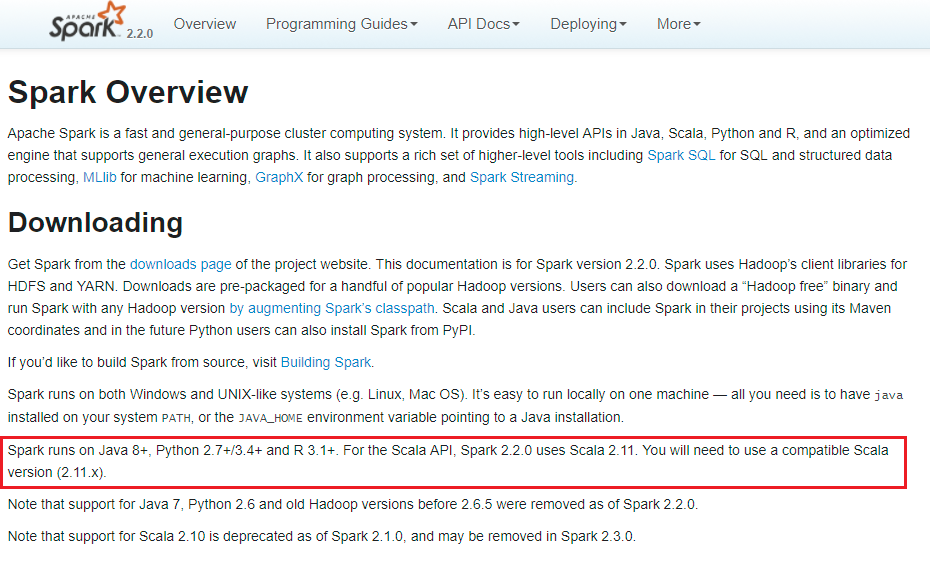 APACHE
Spark 2.2.0 Overview Programming Guides API Docs Deploying More
Spark Overview
Apache Spark is a fast and general-purpose cluster computing system. It provides high-level APIs in Java, Scala, Python and R, and an optimized
engine that supports general execution graphs. It also supports a rich set of higher-level tools including Spark SQL for SQL and structured data
processing, MLlib for machine learning, GraphX for graph processing, and Spark Streaming.
Downloading
Get Spark from the downloads page of the project website. This documentation is for Spark version 2.2.0. Spark uses Hadoop's client libraries for
HDFS and YARN. Downloads are pre-packaged for a handful of popular Hadoop versions. Users can also download a “Hadoop free” binary and
run Spark with any Hadoop version by augmenting Spark's classpath. Scala and Java users can include Spark in their projects using its Maven
coordinates and in the future Python users can also install Spark from PyPI.
If you'd like to build Spark from source, visit Building Spark.
Spark runs on both Windows and UNIX-like systems (e.g. Linux, Mac OS). It's easy to run locally on one machine — all you need is to have java
installed on your system PATH, or the JAVA_HOME environment variable pointing to a Java installation.
Spark runs on Java 8+, Python 2.7+/3.4+ and R 3.1+. For the Scala API, Spark 2.2.0 uses Scala 2.11. You will need to use a compatible Scala
version (2.11.x).
Note that support for Java 7, Python 2.6 and old Hadoop versions before 2.6.5 were removed as of Spark 2.2.0.
Note that support for Scala 2.10 is deprecated as of Spark 2.1.0, and may be removed in Spark 2.3.0.